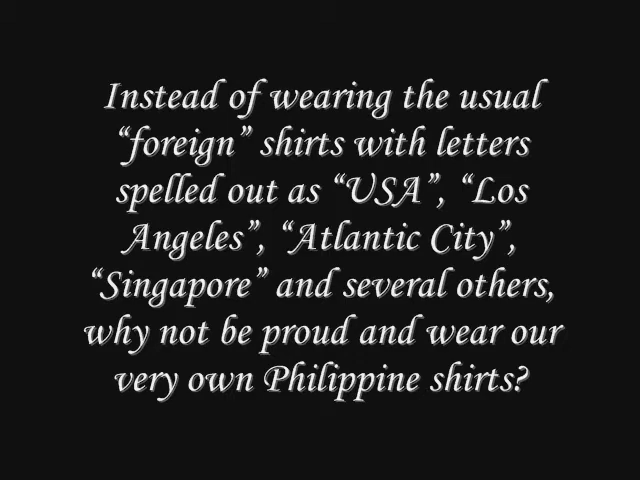 Instead of wearing the usual
“foreign” shirts with letters
spelled out as “USA”, “Los
Angeles”, “Atlantic City”,
“Singapore” and several others,
why not be proud and wear our
very own Philippine shirts?